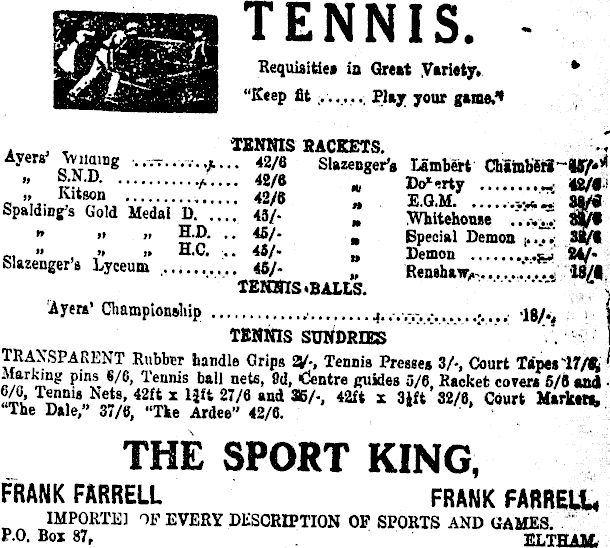 TENNIS.
Requisities in Great Variety.
"Keep fit ...... Play your game."
TENNIS RACKETS.
Ayers' Wilding ............ 42/6 Slazenger's Lambert Chambers 45/-
„ S.N.D. ............ 42/6 „ Doherty ......... 42/6
„ Kitson ............ 42/6 „ E.G.M. .........
Spalding's Gold Medal D. .... 45/- „ Whitehouse ......
„ „ „ H.D. .. 45/- „ Special Demon .... 32/6
„ „ „ H.C. .. 45/- „ Demon ......... 24/-
Slazenger's Lyceum .......... 45/- „ Renshaw.......... 18/6
TENNIS BALLS.
Ayers' Championship ........................ 18/-,
TENNIS SUNDRIES
TRANSPARENT Rubber handle Grips 2/-, Tennis Presses 3/-, Court Tapes 17/6,
Marking pins 6/6, Tennis ball nets, 9d, Centre guides 5/6, Racket covers 5/6 and
6/6, Tennis Nets, 42ft x 1¾ft 27/6 and 35/-, 42ft x 3½ft 32/6, Court Markers,
"The Dale," 37/6, "The Ardee" 42/6.
THE SPORT KING,
FRANK FARRELL FRANK FARRELL,
IMPORTER OF EVERY DESCRIPTION OF SPORTS AND GAMES.
P.O. Box 87, ELTHAM.